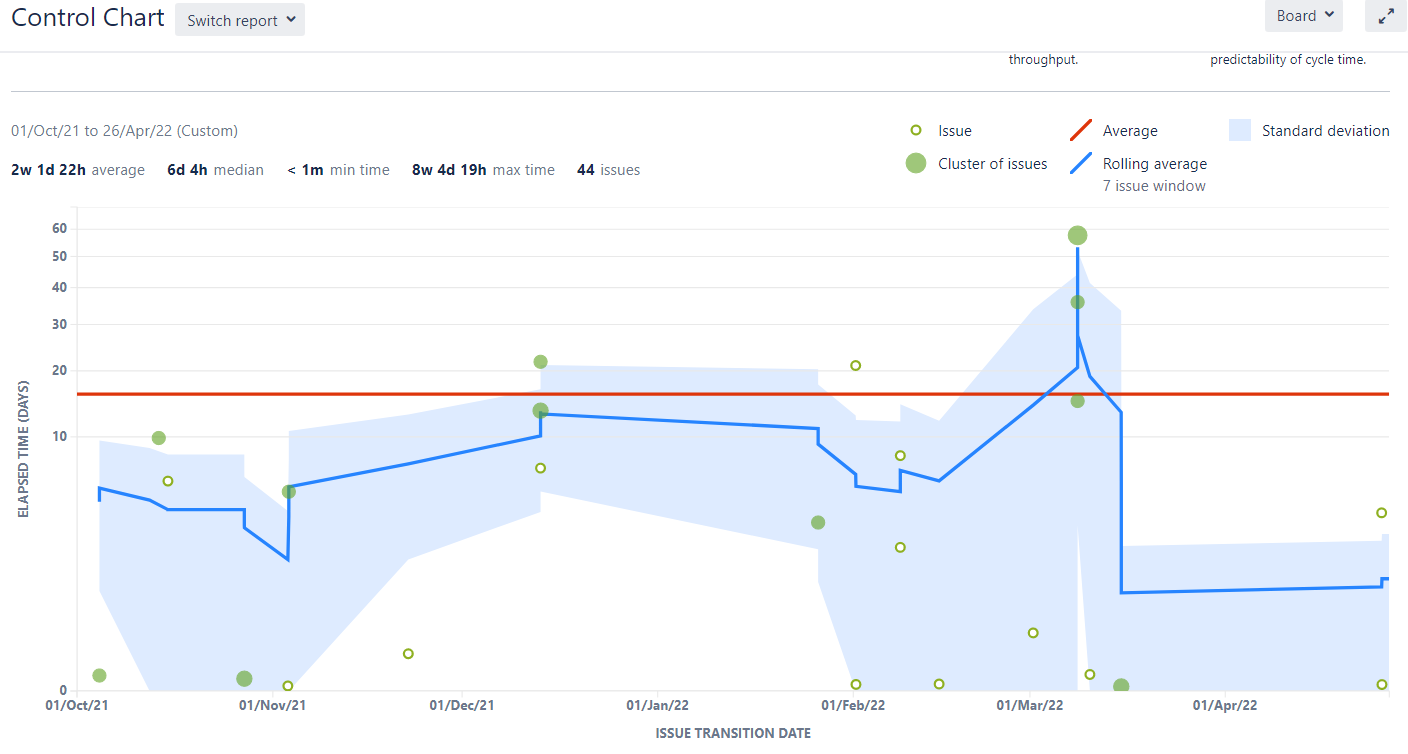 Control Chart
Switch report
Board
throughput.
predictability of cycle time.
01/Oct/21 to 26/Apr/22 (Custom)
2w 1d 22h average 6d 4h median < 1m min time 8w 4d 19h max time 44 issues
Issue
Average
Standard deviation
Cluster of issues
Rolling average
7 issue window
60
50
40
30
20
10
0
ELAPSED TIME (DAYS)
01/Oct/21 01/Nov/21 01/Dec/21 01/Jan/22 01/Feb/22 01/Mar/22 01/Apr/22
ISSUE TRANSITION DATE